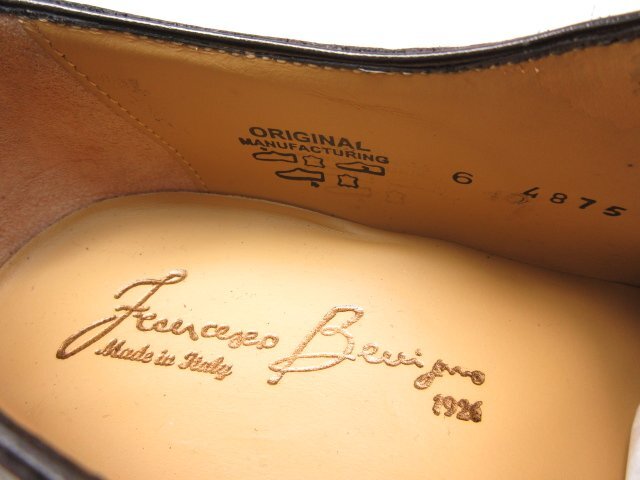 ORIGINAL
MANUFACTURING
6 4875
Francesco Benigno
Made in Italy
1926